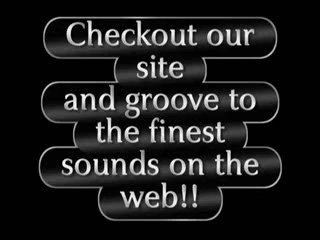 Checkout our
site
and groove to
the finest
sounds on the
web!!